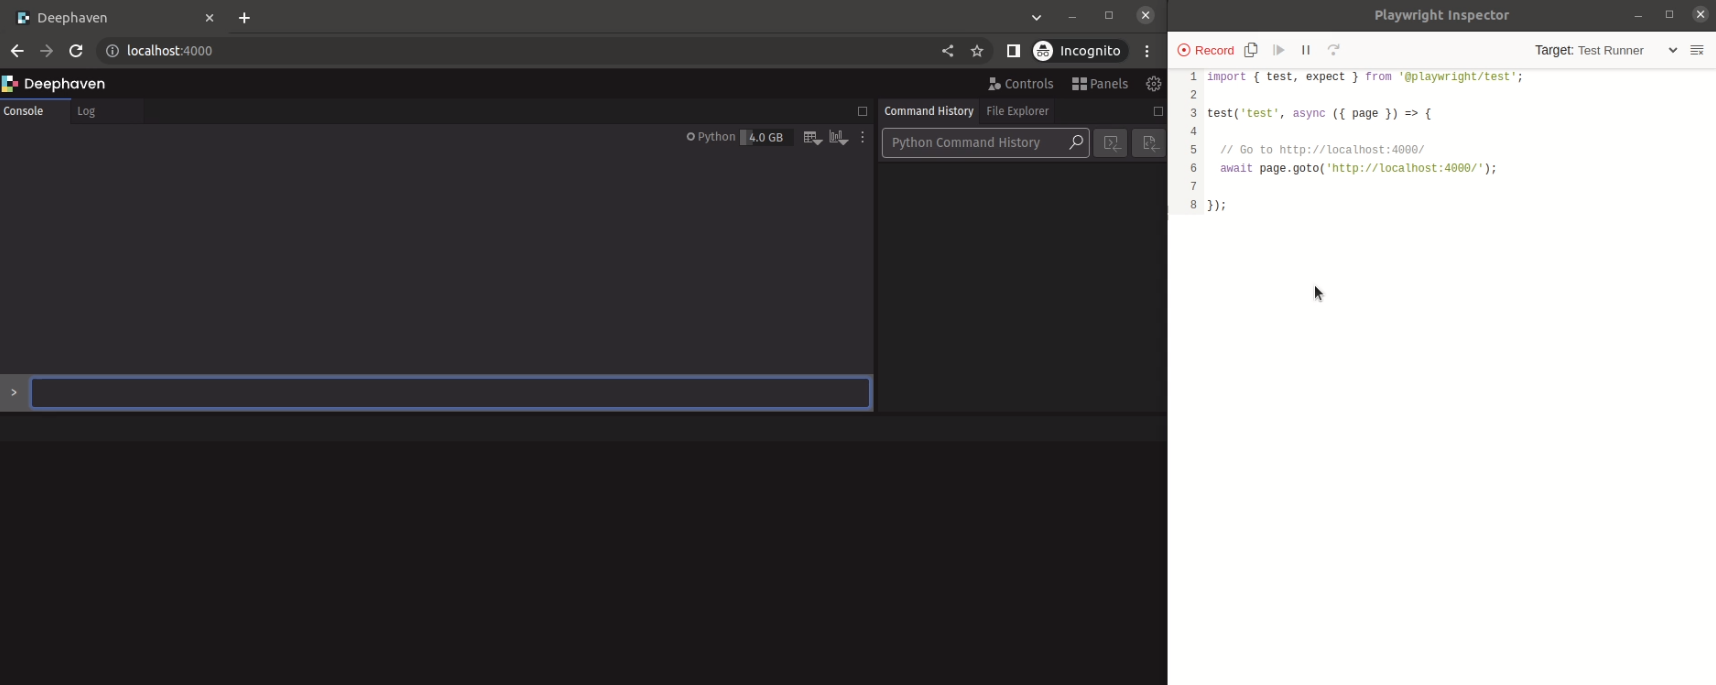 Deephaven
localhost:4000
Incognito
Deephaven
Controls
Panels
Console
Log
Command History
File Explorer
Python
4.0 GB
Python Command History
>
Playwright Inspector
Record
Target: Test Runner
1 import { test, expect } from '@playwright/test';
2
3 test('test', async ({ page }) => {
4
5 // Go to http://localhost:4000/
6 await page.goto('http://localhost:4000/');
7
8 });